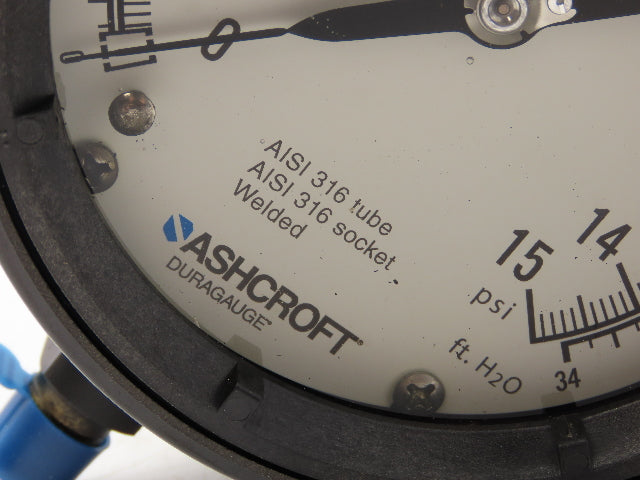 0
AISI 316 tube
AISI 316 socket
Welded
ASHCROFT
DURAGAUGE
15
14
psi
ft. H₂O
34